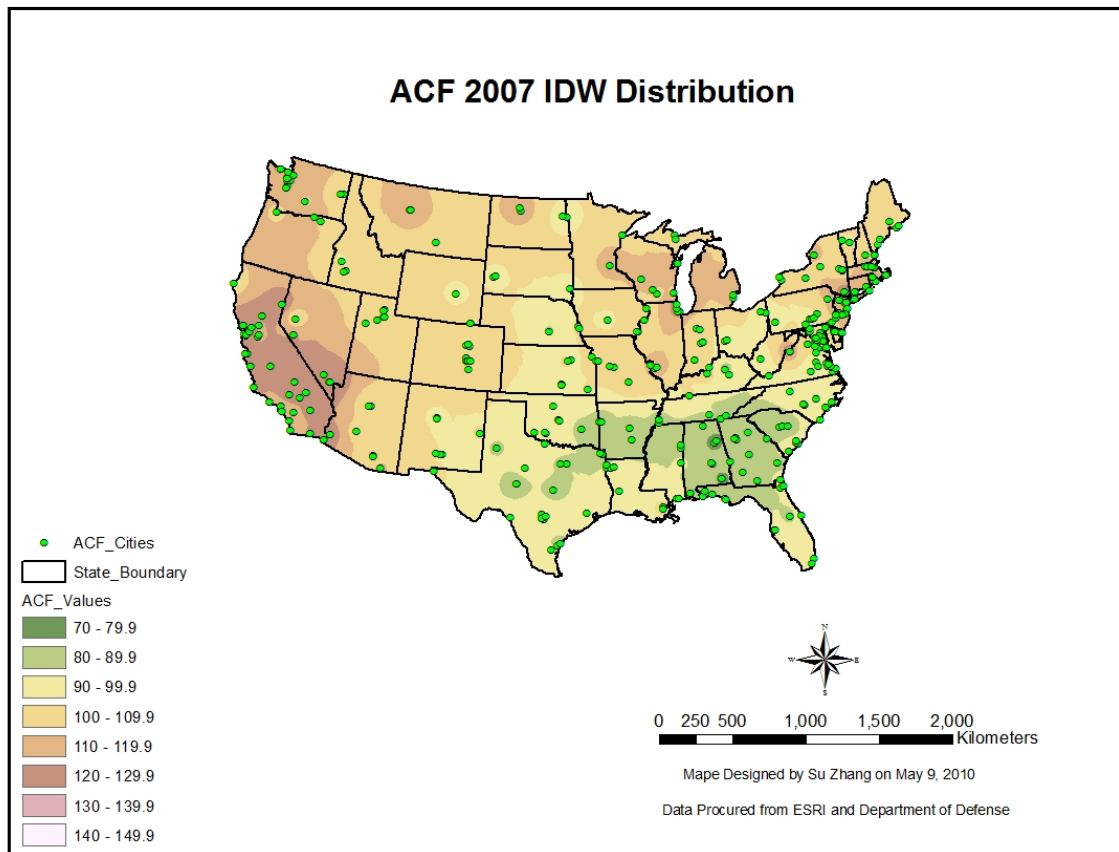 ACF 2007 IDW Distribution
ACF_Cities
State_Boundary
ACF_Values
70 - 79.9
80 - 89.9
90 - 99.9
100 - 109.9
110 - 119.9
120 - 129.9
130 - 139.9
140 - 149.9
N
W E
S
0 250 500 1,000 1,500 2,000
Kilometers
Mape Designed by Su Zhang on May 9, 2010
Data Procured from ESRI and Department of Defense